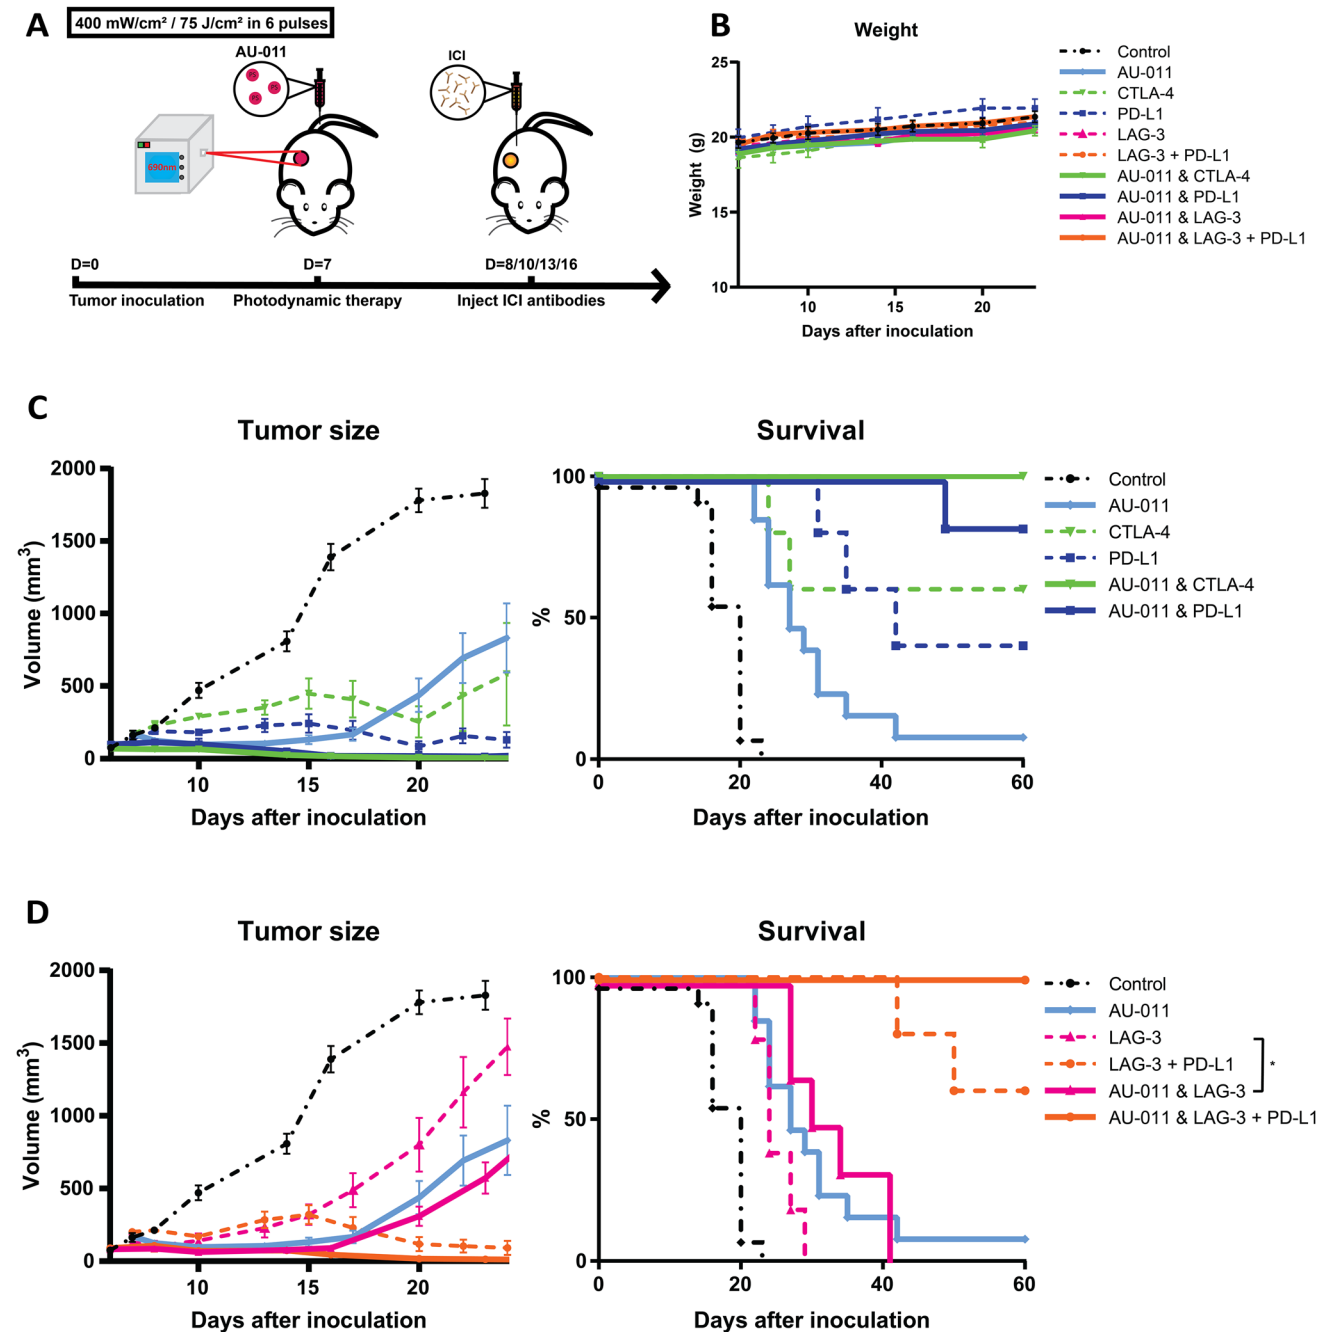 A
400 mW/cm² / 75 J/cm² in 6 pulses
AU-011
PS
PS
PS
ICI
690nm
D=0
D=7
D=8/10/13/16
Tumor inoculation
Photodynamic therapy
Inject ICI antibodies
B
Weight
25
20
15
10
Weight (g)
10
15
20
Days after inoculation
Control
AU-011
CTLA-4
PD-L1
LAG-3
LAG-3 + PD-L1
AU-011 & CTLA-4
AU-011 & PD-L1
AU-011 & LAG-3
AU-011 & LAG-3 + PD-L1
C
Tumor size
2000
1500
1000
500
0
Volume (mm³)
10
15
20
Days after inoculation
Survival
100
50
0
%
0
20
40
60
Days after inoculation
Control
AU-011
CTLA-4
PD-L1
AU-011 & CTLA-4
AU-011 & PD-L1
D
Tumor size
2000
1500
1000
500
0
Volume (mm³)
10
15
20
Days after inoculation
Survival
100
50
0
%
0
20
40
60
Days after inoculation
Control
AU-011
LAG-3
LAG-3 + PD-L1
AU-011 & LAG-3
AU-011 & LAG-3 + PD-L1
*